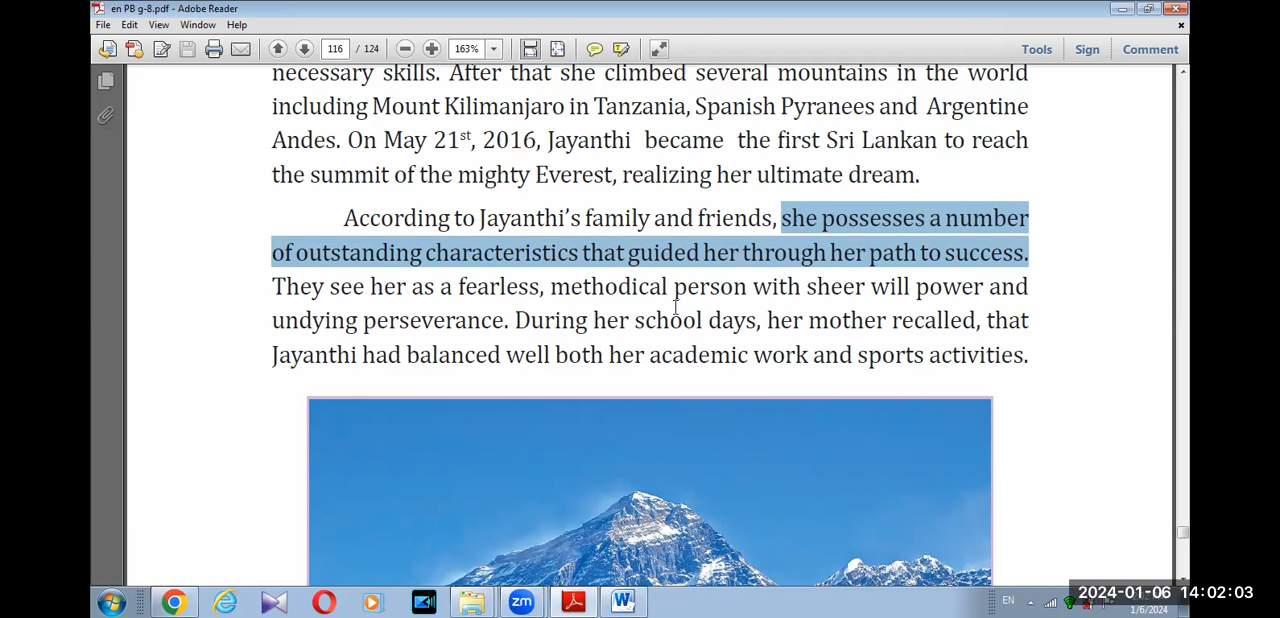 en PB g-8.pdf - Adobe Reader
File Edit View Window Help
116 / 124 163% Tools Sign Comment
necessary skills. After that she climbed several mountains in the world
including Mount Kilimanjaro in Tanzania, Spanish Pyranees and Argentine
Andes. On May 21st, 2016, Jayanthi became the first Sri Lankan to reach
the summit of the mighty Everest, realizing her ultimate dream.
According to Jayanthi’s family and friends, she possesses a number
of outstanding characteristics that guided her through her path to success.
They see her as a fearless, methodical person with sheer will power and
undying perseverance. During her school days, her mother recalled, that
Jayanthi had balanced well both her academic work and sports activities.
zm
EN
2024-01-06 14:02:03
1/6/2024